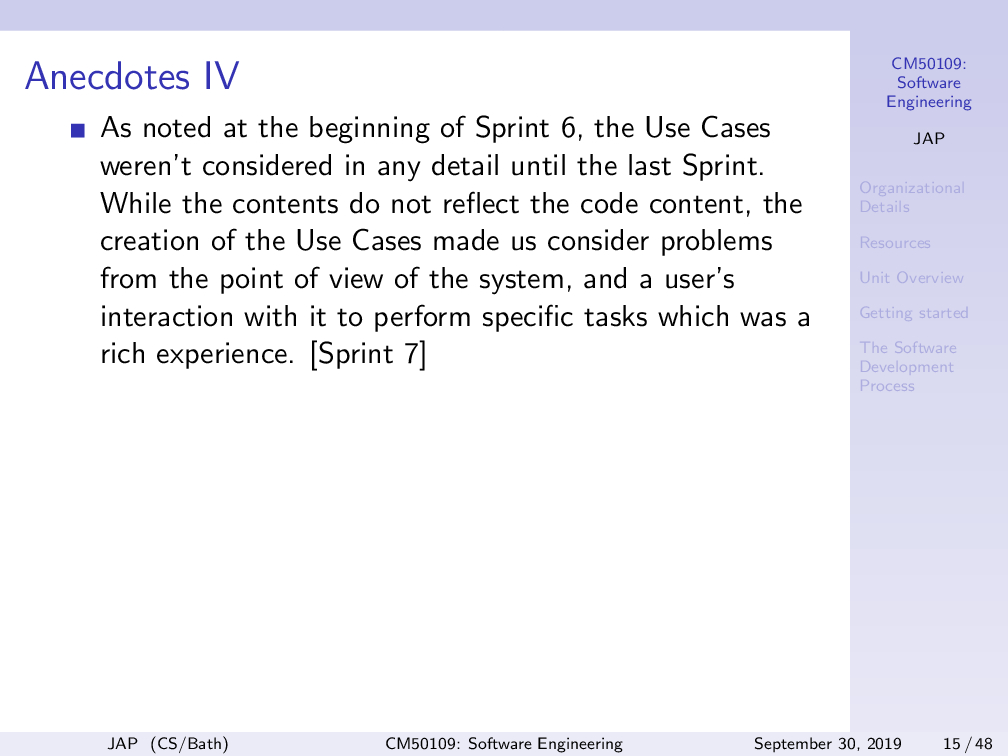 Anecdotes IV
As noted at the beginning of Sprint 6, the Use Cases
weren't considered in any detail until the last Sprint.
While the contents do not reflect the code content, the
creation of the Use Cases made us consider problems
from the point of view of the system, and a user's
interaction with it to perform specific tasks which was a
rich experience. [Sprint 7]
CM50109:
Software
Engineering
JAP
Organizational
Details
Resources
Unit Overview
Getting started
The Software
Development
Process
JAP (CS/Bath)
CM50109: Software Engineering
September 30, 2019
15 / 48